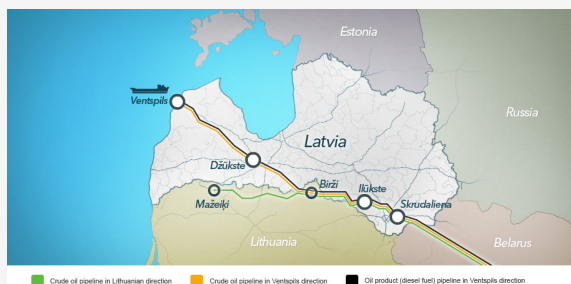 Estonia
Ventspils
Russia
Latvia
Džūkste
Birži
Ilūkste
Mažeiķi
Skrudaliena
Lithuania
Belarus
Crude oil pipeline in Lithuanian direction
Crude oil pipeline in Ventspils direction
Oil product (diesel fuel) pipeline in Ventspils direction